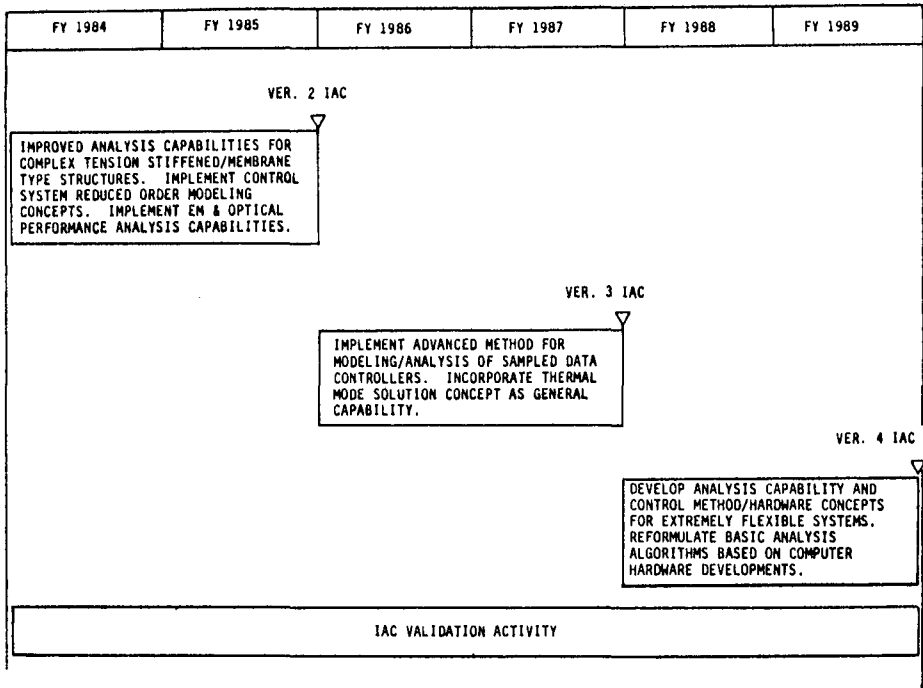 FY 1984 FY 1985 FY 1986 FY 1987 FY 1988 FY 1989
VER. 2 IAC
IMPROVED ANALYSIS CAPABILITIES FOR
COMPLEX TENSION STIFFENED/MEMBRANE
TYPE STRUCTURES. IMPLEMENT CONTROL
SYSTEM REDUCED ORDER MODELING
CONCEPTS. IMPLEMENT EM & OPTICAL
PERFORMANCE ANALYSIS CAPABILITIES.
VER. 3 IAC
IMPLEMENT ADVANCED METHOD FOR
MODELING/ANALYSIS OF SAMPLED DATA
CONTROLLERS. INCORPORATE THERMAL
MODE SOLUTION CONCEPT AS GENERAL
CAPABILITY.
VER. 4 IAC
DEVELOP ANALYSIS CAPABILITY AND
CONTROL METHOD/HARDWARE CONCEPTS
FOR EXTREMELY FLEXIBLE SYSTEMS.
REFORMULATE BASIC ANALYSIS
ALGORITHMS BASED ON COMPUTER
HARDWARE DEVELOPMENTS.
IAC VALIDATION ACTIVITY